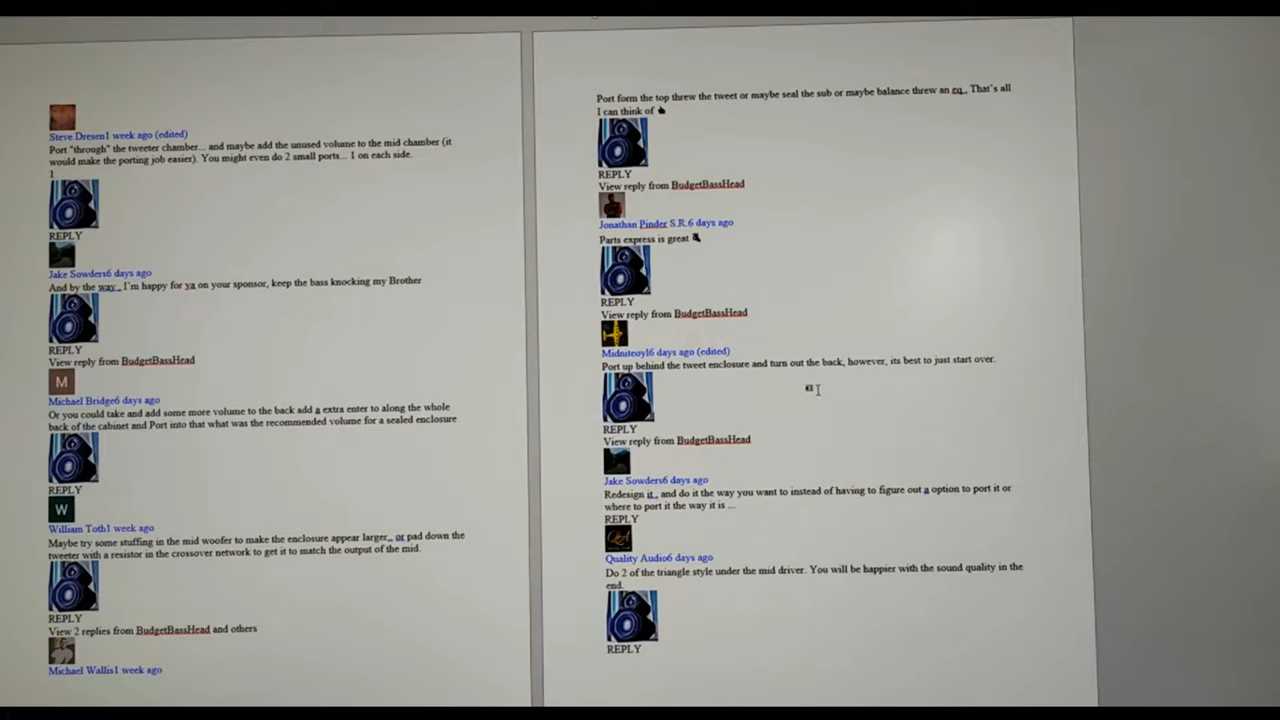 Steve Dresen1 week ago (edited)
Port "through" the tweeter chamber... and maybe add the unused volume to the mid chamber (it
would make the porting job easier). You might even do 2 small ports... 1 on each side.
1
REPLY
Jake Sowders6 days ago
And by the way.. I'm happy for ya on your sponsor, keep the bass knocking my Brother
REPLY
View reply from BudgetBassHead
M
Michael Bridge6 days ago
Or you could take and add some more volume to the back add a extra enter to along the whole
back of the cabinet and Port into that what was the recommended volume for a sealed enclosure
REPLY
W
William Toth1 week ago
Maybe try some stuffing in the mid woofer to make the enclosure appear larger,, or pad down the
tweeter with a resistor in the crossover network to get it to match the output of the mid.
REPLY
View 2 replies from BudgetBassHead and others
Michael Wallis1 week ago
Port form the top threw the tweet or maybe seal the sub or maybe balance threw an eq.. That's all
I can think of
REPLY
View reply from BudgetBassHead
Jonathan Pinder S.R.6 days ago
Parts express is great
REPLY
View reply from BudgetBassHead
Midniteoyl6 days ago (edited)
Port up behind the tweet enclosure and turn out the back, however, its best to just start over.
REPLY
View reply from BudgetBassHead
Jake Sowders6 days ago
Redesign it.. and do it the way you want to instead of having to figure out a option to port it or
where to port it the way it is ...
REPLY
Quality Audio6 days ago
Do 2 of the triangle style under the mid driver. You will be happier with the sound quality in the
end.
REPLY